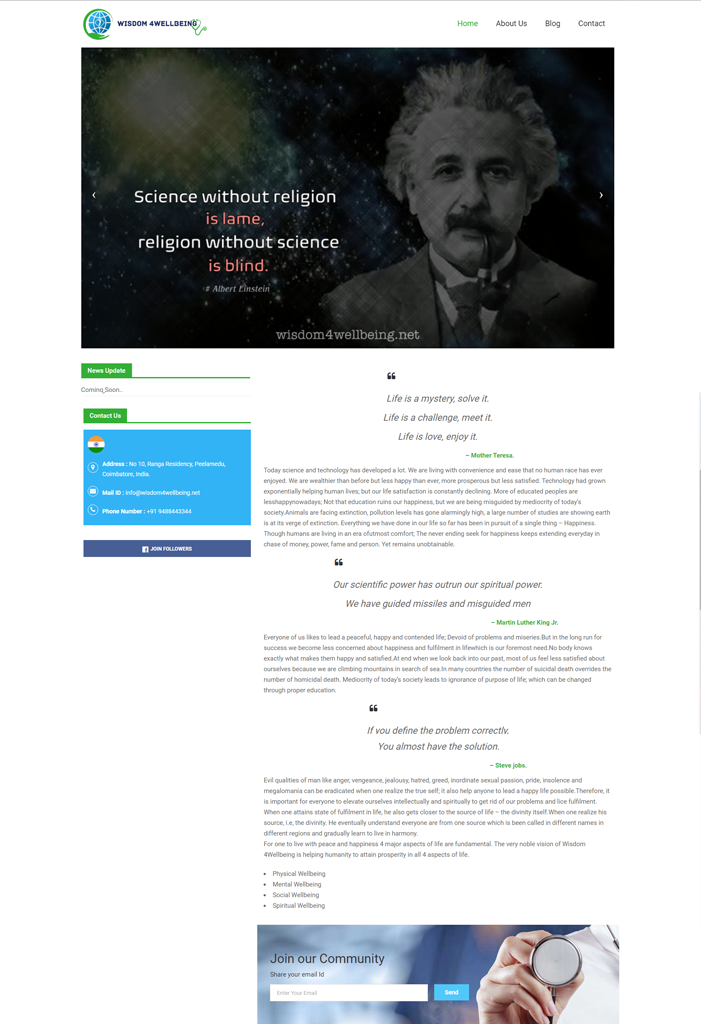 WISDOM 4WELLBEING
Home About Us Blog Contact
Science without religion
is lame,
religion without science
is blind.
# Albert Einstein
wisdom4wellbeing.net
News Update
Coming Soon..
Contact Us
Address : No 10, Ranga Residency, Peelamedu,
Coimbatore, India.
Mail ID : info@wisdom4wellbeing.net
Phone Number : +91 9488443344
JOIN FOLLOWERS
Life is a mystery, solve it.
Life is a challenge, meet it.
Life is love, enjoy it.
– Mother Teresa.
Today science and technology has developed a lot. We are living with convenience and ease that no human race has ever
enjoyed. We are wealthier than before but less happy than ever, more prosperous but less satisfied. Technology had grown
exponentially helping human lives; but our life satisfaction is constantly declining. More of educated peoples are
lesshappynowadays; Not that education ruins our happiness, but we are being misguided by mediocrity of today's
society.Animals are facing extinction, pollution levels has gone alarmingly high, a large number of studies are showing earth
is at its verge of extinction. Everything we have done in our life so far has been in pursuit of a single thing – Happiness.
Though humans are living in an era ofutmost comfort; The never ending seek for happiness keeps extending everyday in
chase of money, power, fame and person. Yet remains unobtainable.
Our scientific power has outrun our spiritual power.
We have guided missiles and misguided men
– Martin Luther King Jr.
Everyone of us likes to lead a peaceful, happy and contended life; Devoid of problems and miseries.But in the long run for
success we become less concerned about happiness and fulfilment in lifewhich is our foremost need.No body knows
exactly what makes them happy and satisfied.At end when we look back into our past, most of us feel less satisfied about
ourselves because we are climbing mountains in search of sea.In many countries the number of suicidal death overrides the
number of homicidal death. Mediocrity of today's society leads to ignorance of purpose of life; which can be changed
through proper education.
If you define the problem correctly,
You almost have the solution.
– Steve jobs.
Evil qualities of man like anger, vengeance, jealousy, hatred, greed, inordinate sexual passion, pride, insolence and
megalomania can be eradicated when one realize the true self; it also help anyone to lead a happy life possible.Therefore, it
is important for everyone to elevate ourselves intellectually and spiritually to get rid of our problems and lice fulfilment.
When one attains state of fulfilment in life, he also gets closer to the source of life – the divinity itself.When one realize his
source, i.e, the divinity. He eventually understand everyone are from one source which is been called in different names in
different regions and gradually learn to live in harmony.
For one to live with peace and happiness 4 major aspects of life are fundamental. The very noble vision of Wisdom
4Wellbeing is helping humanity to attain prosperity in all 4 aspects of life.
• Physical Wellbeing
• Mental Wellbeing
• Social Wellbeing
• Spiritual Wellbeing
Join our Community
Share your email Id
Enter Your Email
Send